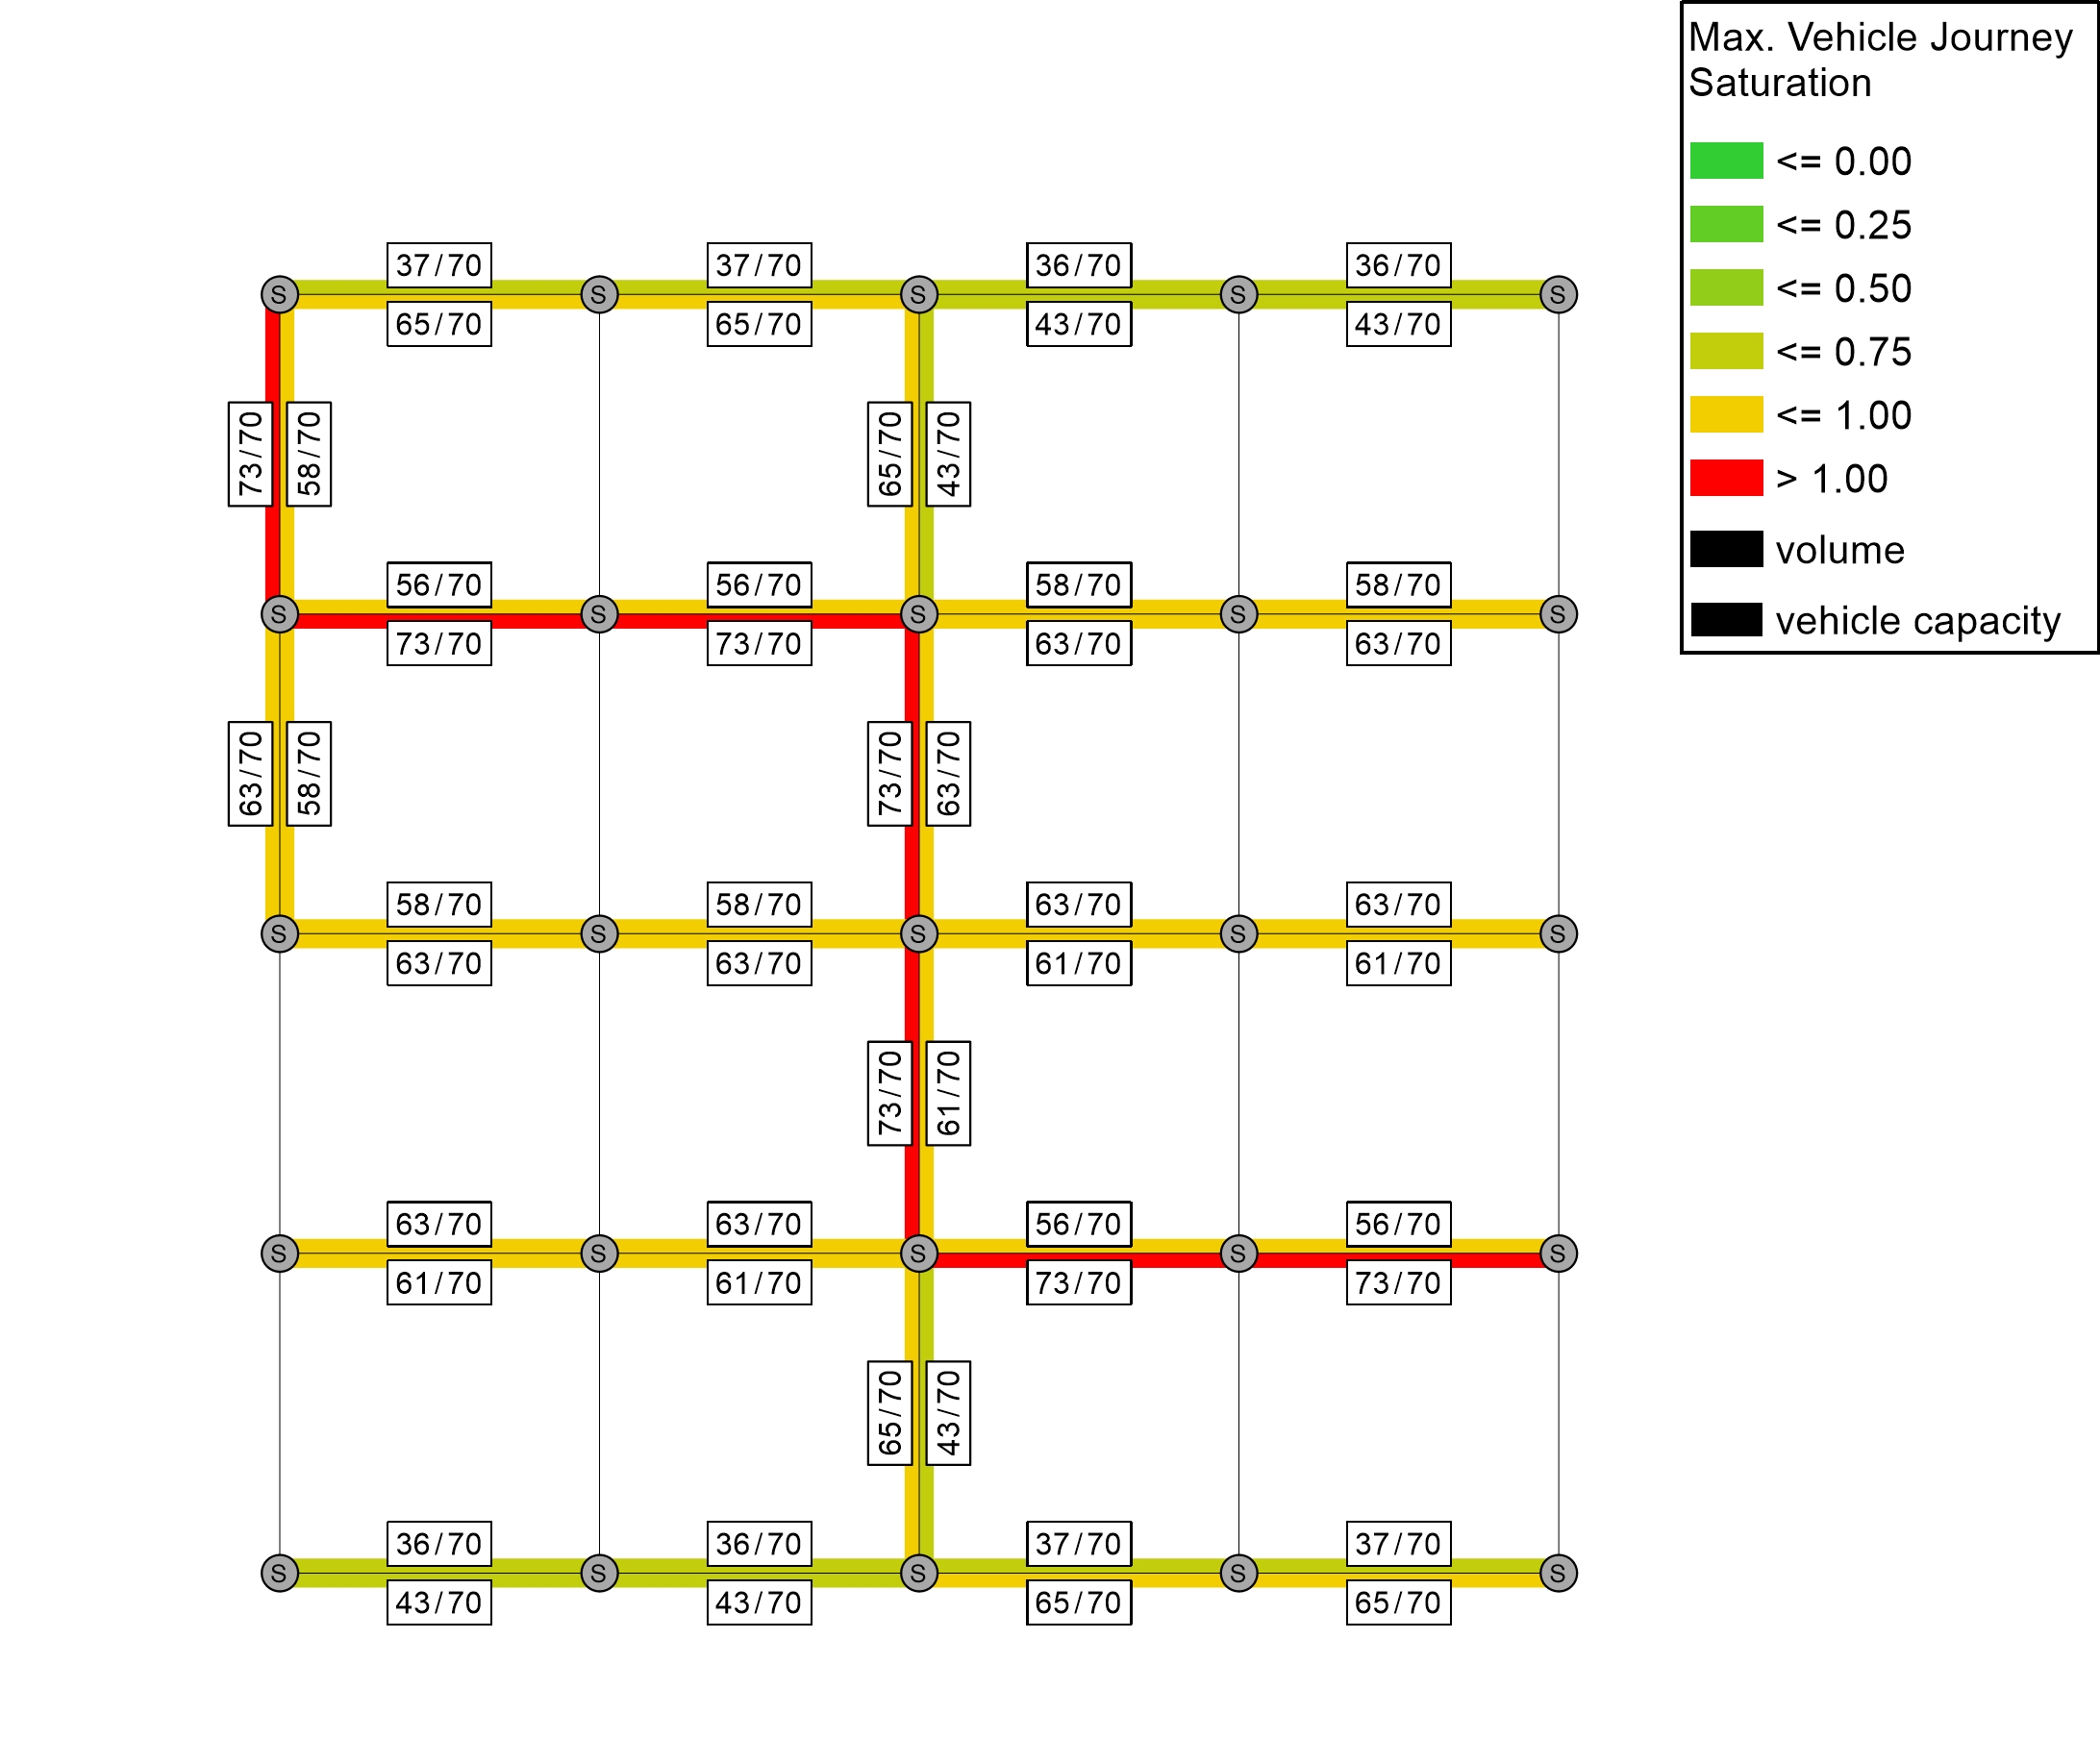 Max. Vehicle Journey
Saturation
<= 0.00
<= 0.25
<= 0.50
<= 0.75
<= 1.00
> 1.00
volume
vehicle capacity
37/70 37/70 36/70 36/70
S S S S S
65/70 65/70 43/70 43/70
73/70 58/70 65/70 43/70
56/70 56/70 58/70 58/70
S S S S S
73/70 73/70 63/70 63/70
63/70 58/70 73/70 63/70
58/70 58/70 63/70 63/70
S S S S S
63/70 63/70 61/70 61/70
73/70 61/70
63/70 63/70 56/70 56/70
S S S S S
61/70 61/70 73/70 73/70
65/70 43/70
36/70 36/70 37/70 37/70
S S S S S
43/70 43/70 65/70 65/70